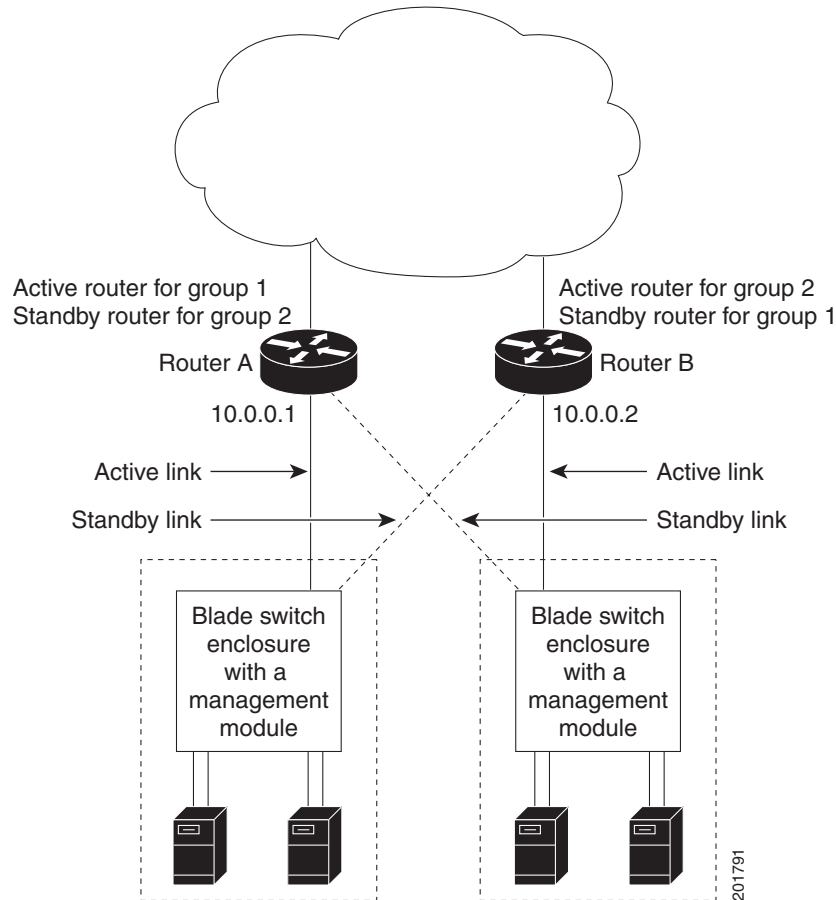 Active router for group 1
Standby router for group 2
Active router for group 2
Standby router for group 1
Router A
Router B
10.0.0.1
10.0.0.2
Active link
Active link
Standby link
Standby link
Blade switch
enclosure
with a
management
module
Blade switch
enclosure
with a
management
module
201791